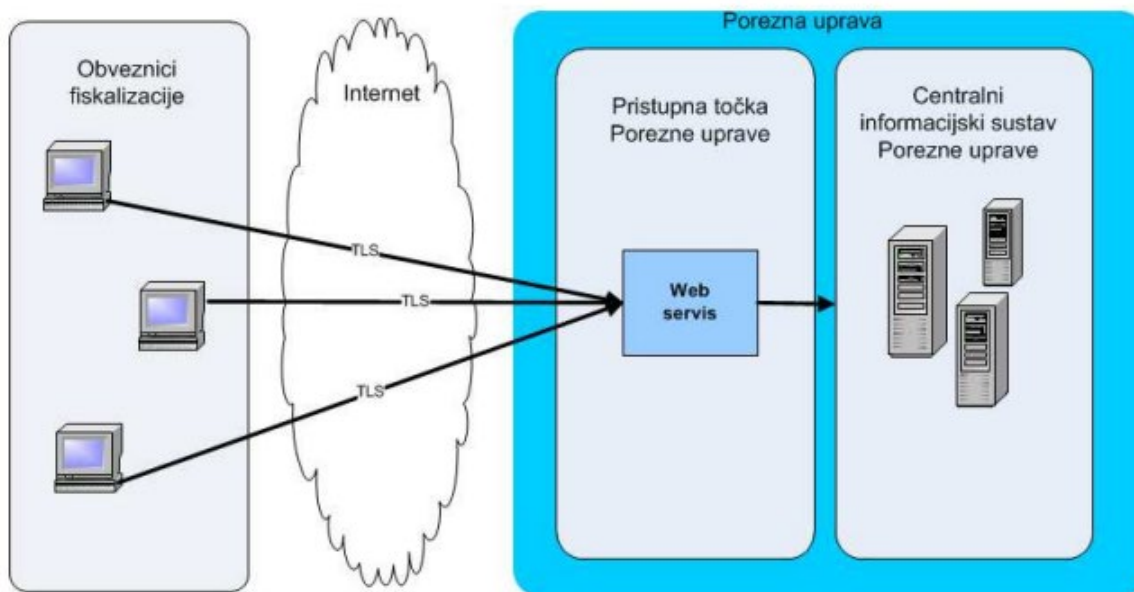 Porezna uprava
Obveznici
fiskalizacije
Internet
Pristupna točka
Porezne uprave
Centralni
informacijski sustav
Porezne uprave
TLS
TLS
TLS
Web
servis